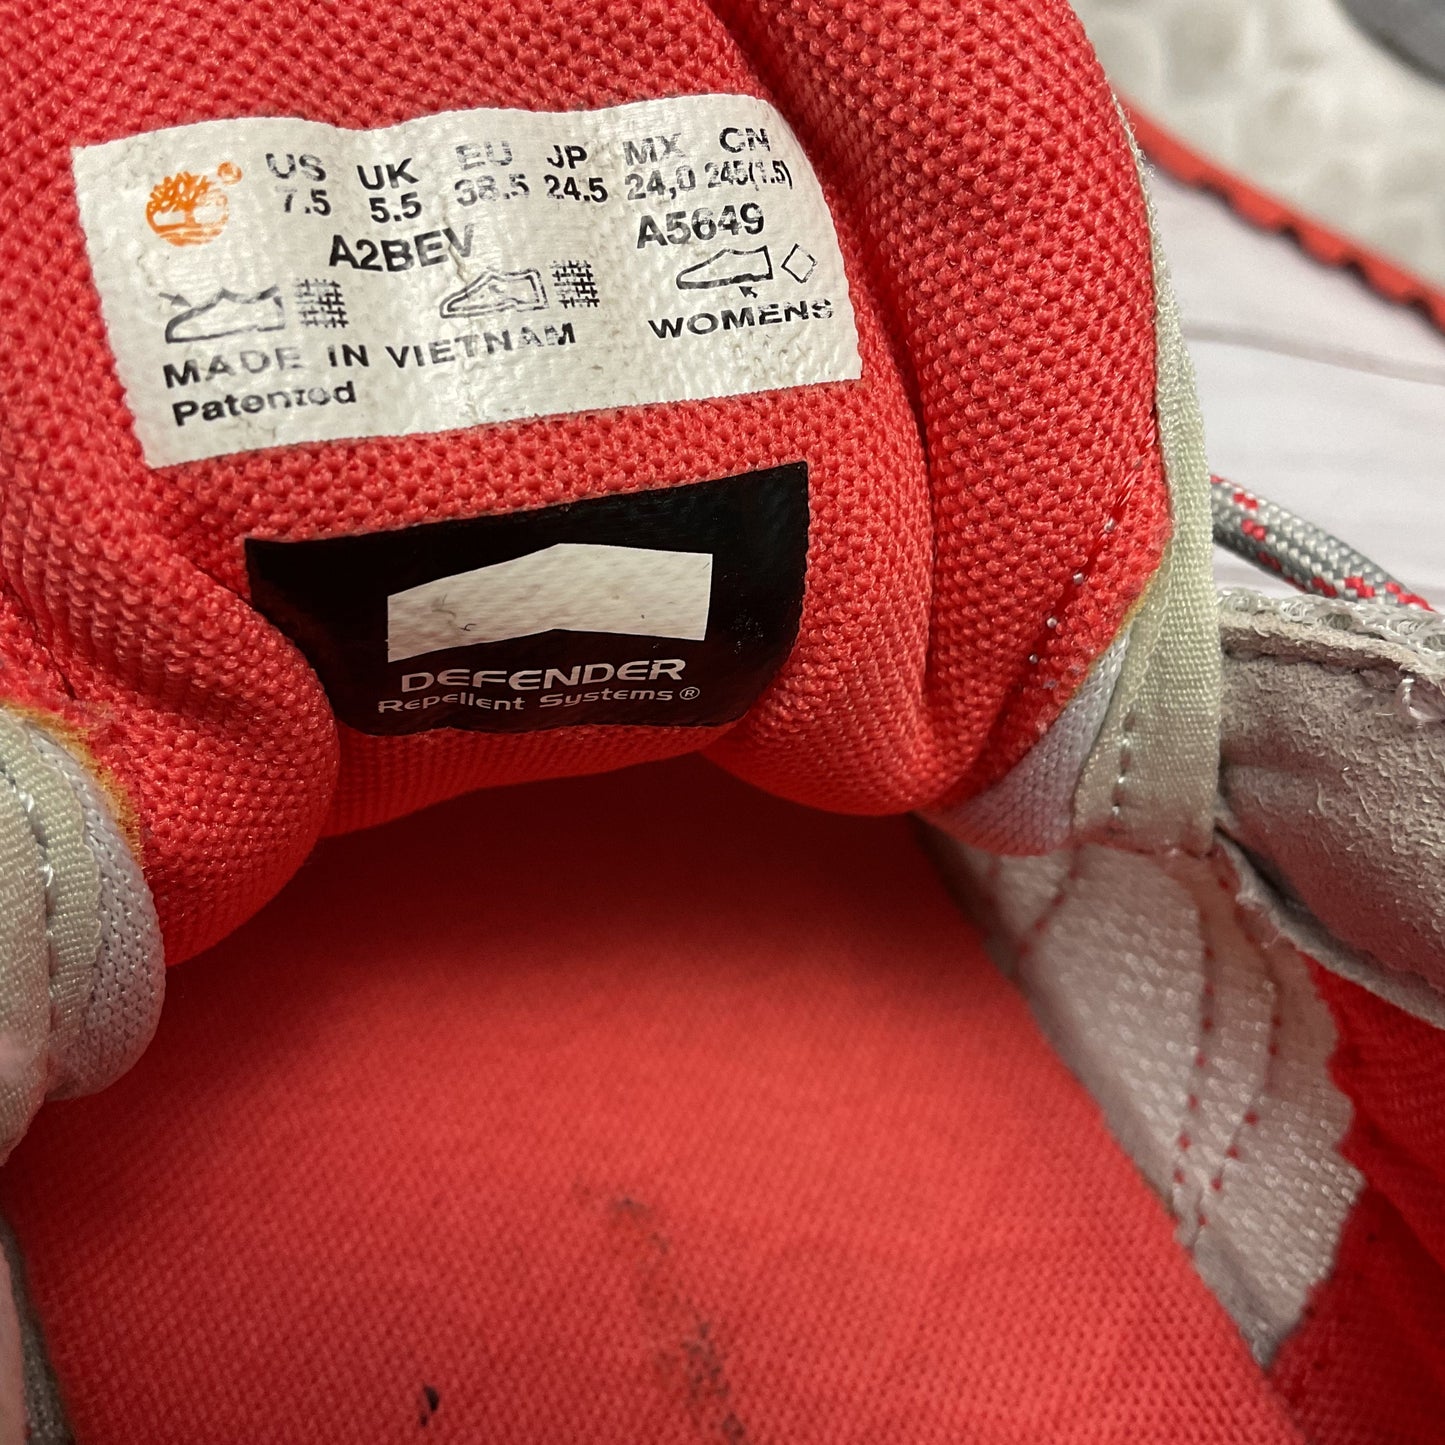 US UK EU JP MX CN
7.5 5.5 38.5 24.5 24,0 245(1.5)
A2BEV A5649
MADE IN VIETNAM WOMENS
Patented
DEFENDER
Repellent Systems®